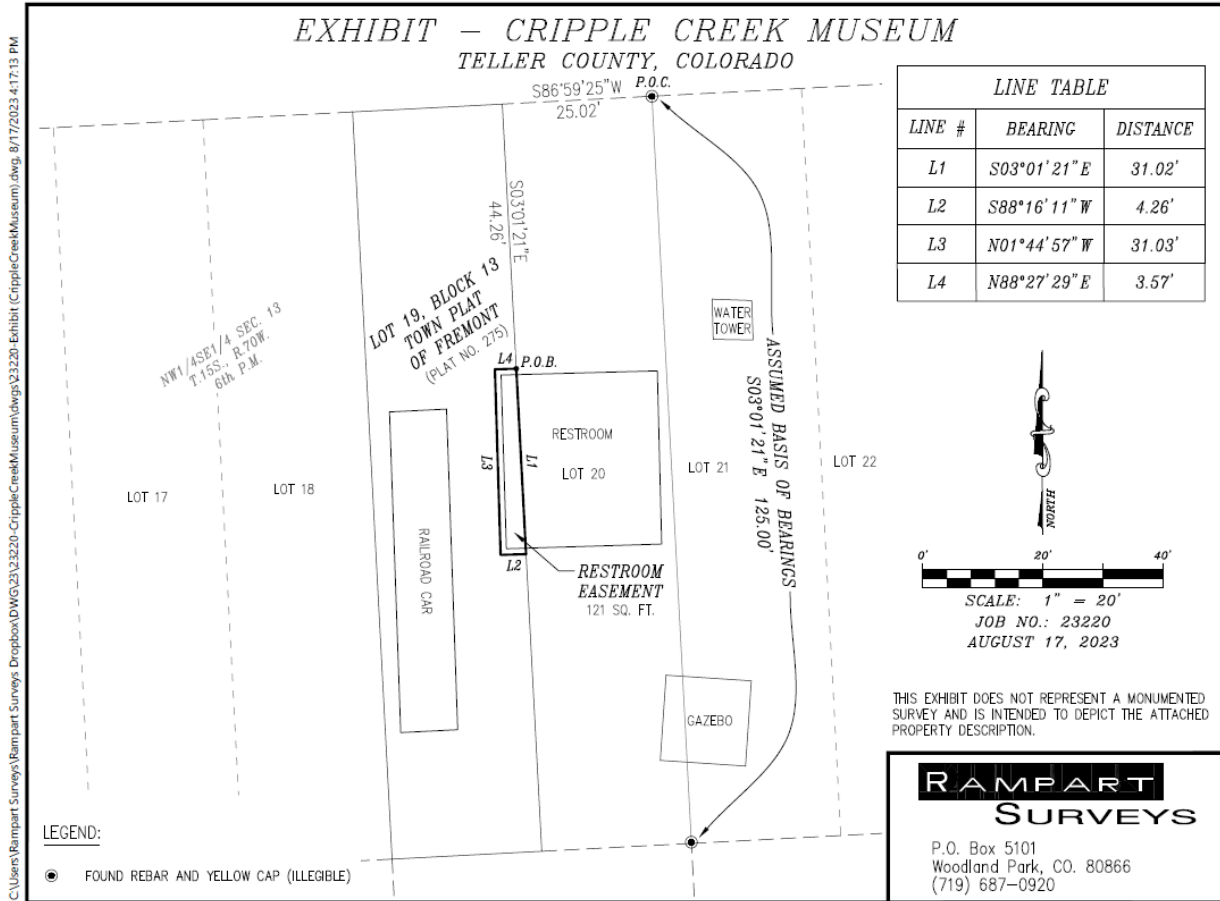 C:\Users\Rampart Surveys\Rampart Surveys Dropbox\DWG\23\23220-CrippleCreekMuseum\dwgs\23220-Exhibit (CrippleCreekMuseum).dwg, 8/17/2023 4:17:13 PM
EXHIBIT – CRIPPLE CREEK MUSEUM
TELLER COUNTY, COLORADO
S86°59'25"W
25.02'
P.O.C.
LINE TABLE
LINE # BEARING DISTANCE
L1 S03°01'21"E 31.02'
L2 S88°16'11"W 4.26'
L3 N01°44'57"W 31.03'
L4 N88°27'29"E 3.57'
S03°01'21"E
44.26'
LOT 19, BLOCK 13
TOWN PLAT
OF FREMONT
(PLAT NO. 275)
NW1/4SE1/4 SEC. 13
T.15S., R.70W.
6th P.M.
WATER
TOWER
ASSUMED BASIS OF BEARINGS
S03°01'21"E 125.00'
L4
P.O.B.
RESTROOM
LOT 20
L3
L1
LOT 17
LOT 18
LOT 21
LOT 22
RAILROAD CAR
L2
RESTROOM
EASEMENT
121 SQ. FT.
GAZEBO
NORTH
0' 20' 40'
SCALE: 1" = 20'
JOB NO.: 23220
AUGUST 17, 2023
THIS EXHIBIT DOES NOT REPRESENT A MONUMENTED
SURVEY AND IS INTENDED TO DEPICT THE ATTACHED
PROPERTY DESCRIPTION.
LEGEND:
FOUND REBAR AND YELLOW CAP (ILLEGIBLE)
RAMPART
SURVEYS
P.O. Box 5101
Woodland Park, CO. 80866
(719) 687–0920